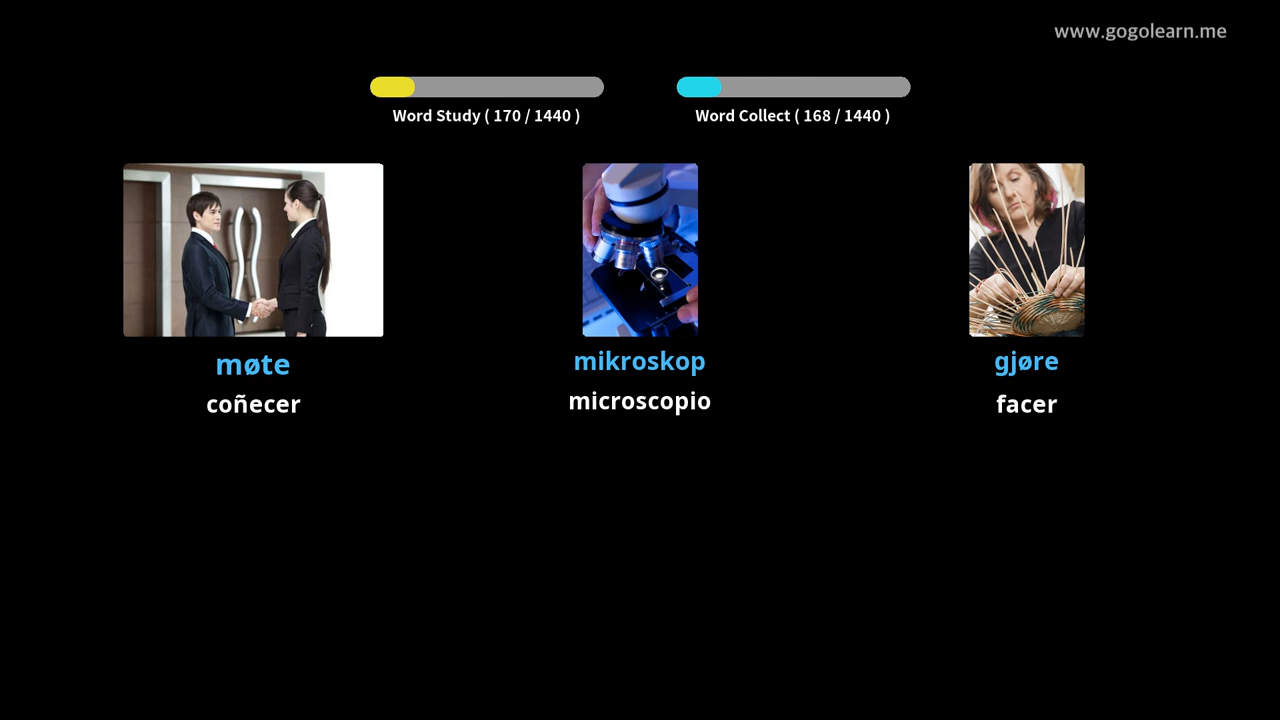 www.gogolearn.me
Word Study ( 170 / 1440 )
Word Collect ( 168 / 1440 )
møte
coñecer
mikroskop
microscopio
gjøre
facer